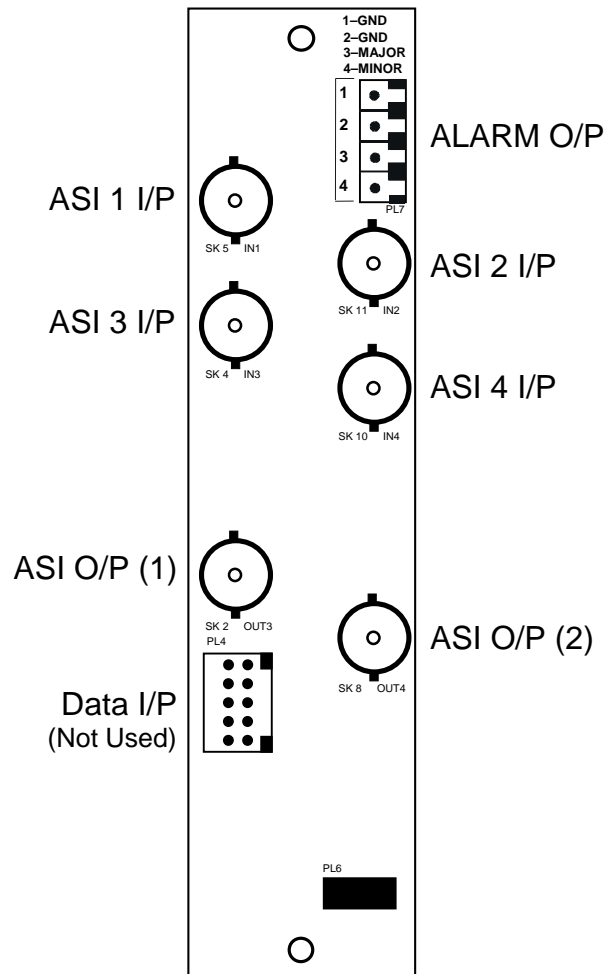 1–GND
2–GND
3–MAJOR
4–MINOR
1
2
3
4
ALARM O/P
PL7
ASI 1 I/P
SK 5 IN1
ASI 2 I/P
SK 11 IN2
ASI 3 I/P
SK 4 IN3
ASI 4 I/P
SK 10 IN4
ASI O/P (1)
SK 2 OUT3
PL4
ASI O/P (2)
SK 8 OUT4
Data I/P
(Not Used)
PL6